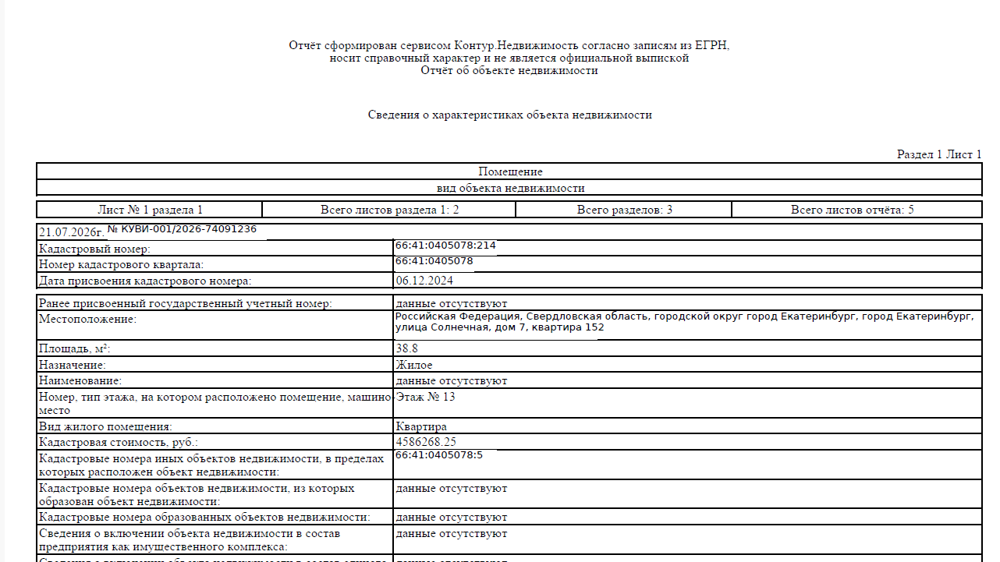 Отчёт сформирован сервисом Контур.Недвижимость согласно записям из ЕГРН,
носит справочный характер и не является официальной выпиской
Отчёт об объекте недвижимости
Сведения о характеристиках объекта недвижимости
Раздел 1 Лист 1
Помещение
вид объекта недвижимости
Лист № 1 раздела 1 Всего листов раздела 1: 2 Всего разделов: 3 Всего листов отчёта: 5
21.07.2026г. № КУВИ-001/2026-74091236
Кадастровый номер: 66:41:0405078:214
Номер кадастрового квартала: 66:41:0405078
Дата присвоения кадастрового номера: 06.12.2024
Ранее присвоенный государственный учетный номер: данные отсутствуют
Местоположение: Российская Федерация, Свердловская область, городской округ город Екатеринбург, город Екатеринбург,
улица Солнечная, дом 7, квартира 152
Площадь, м²: 38.8
Назначение: Жилое
Наименование: данные отсутствуют
Номер, тип этажа, на котором расположено помещение, машино- Этаж № 13
место
Вид жилого помещения: Квартира
Кадастровая стоимость, руб.: 4586268.25
Кадастровые номера иных объектов недвижимости, в пределах 66:41:0405078:5
которых расположен объект недвижимости:
Кадастровые номера объектов недвижимости, из которых данные отсутствуют
образован объект недвижимости:
Кадастровые номера образованных объектов недвижимости: данные отсутствуют
Сведения о включении объекта недвижимости в состав данные отсутствуют
предприятия как имущественного комплекса: